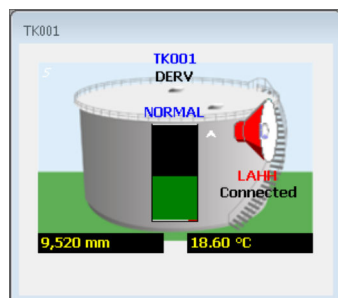 TK001
TK001
DERV
NORMAL
LAHH
Connected
9,520 mm
18.60 °C